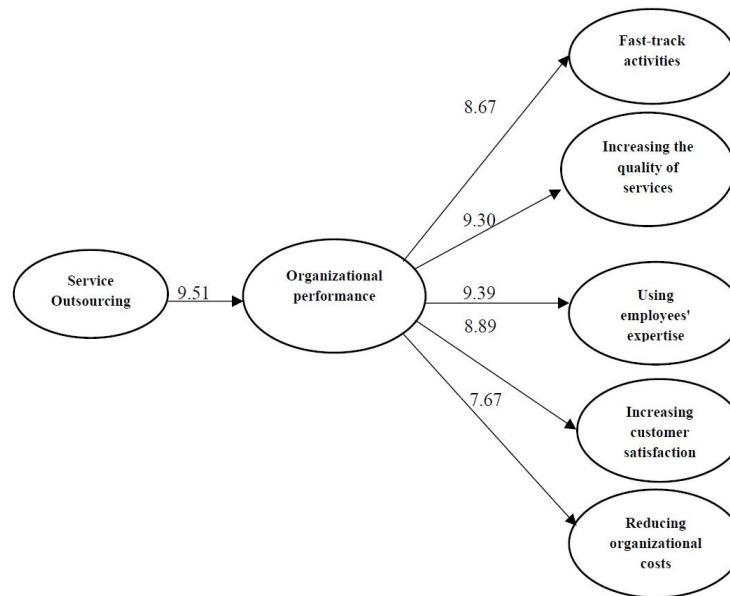 Fast-track
activities
8.67
Increasing the
quality of
services
9.30
Service
Outsourcing
9.51
Organizational
performance
9.39
Using
employees'
expertise
8.89
Increasing
customer
satisfaction
7.67
Reducing
organizational
costs